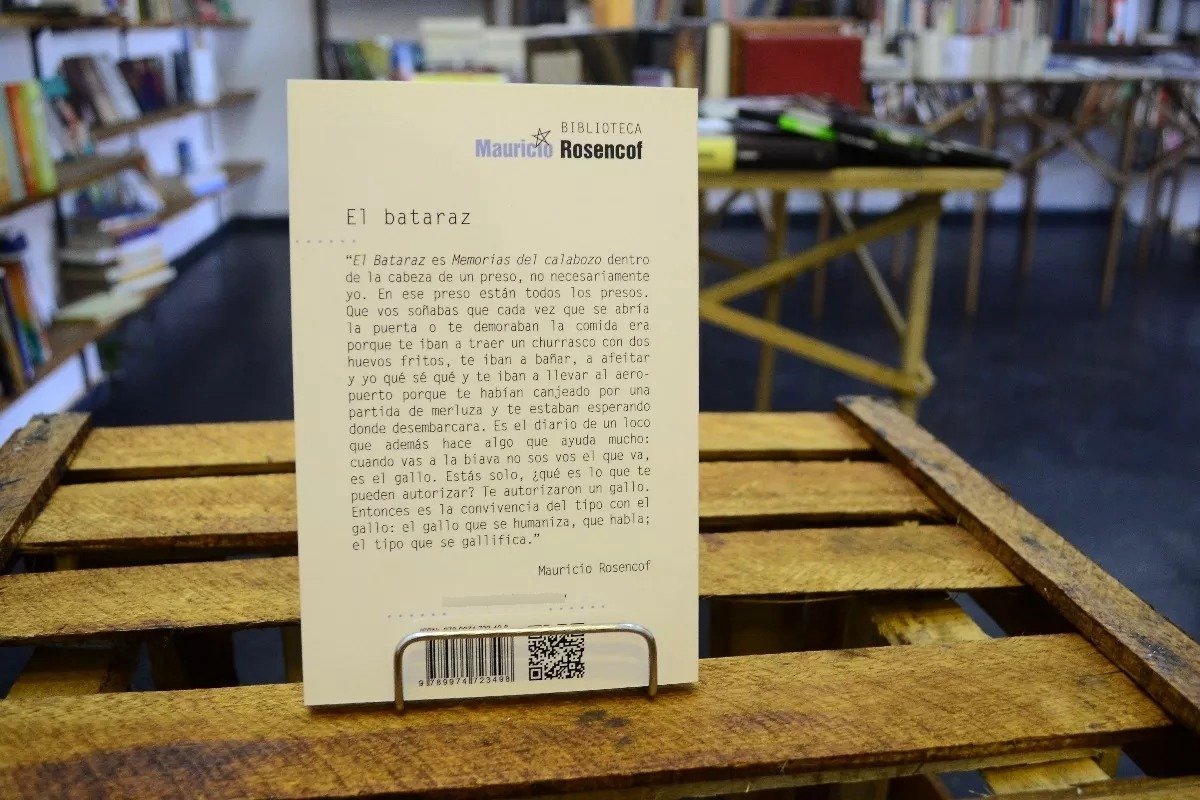 BIBLIOTECA
Mauricio Rosencof
El bataraz
“El Bataraz es Memorias del calabozo dentro
de la cabeza de un preso, no necesariamente
yo. En ese preso están todos los presos.
Que vos soñabas que cada vez que se abría
la puerta o te demoraban la comida era
porque te iban a traer un churrasco con dos
huevos fritos, te iban a bañar, a afeitar
y yo qué sé qué y te iban a llevar al aero-
puerto porque te habían canjeado por una
partida de merluza y te estaban esperando
donde desembarcara. Es el diario de un loco
que además hace algo que ayuda mucho:
cuando vas a la biava no sos vos el que va,
es el gallo. Estás solo, ¿qué es lo que te
pueden autorizar? Te autorizaron un gallo.
Entonces es la convivencia del tipo con el
gallo: el gallo que se humaniza, que habla;
el tipo que se gallifica.”
Mauricio Rosencof
9 789974 723498